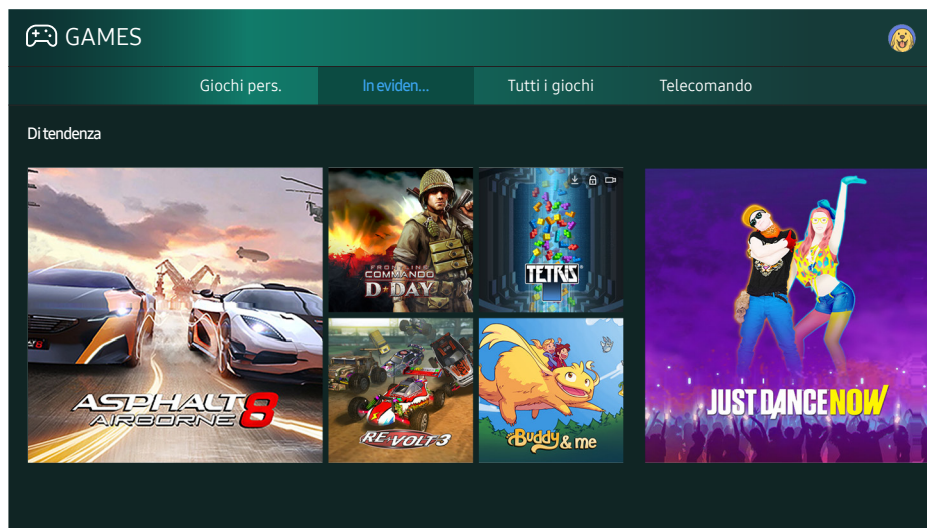 GAMES
Giochi pers.
In eviden...
Tutti i giochi
Telecomando
Di tendenza
ASPHALT 8
AIRBORNE
FRONTLINE
COMMANDO
D★DAY
TETRIS
RE-VOLT 3
Buddy & me
JUST DANCE NOW